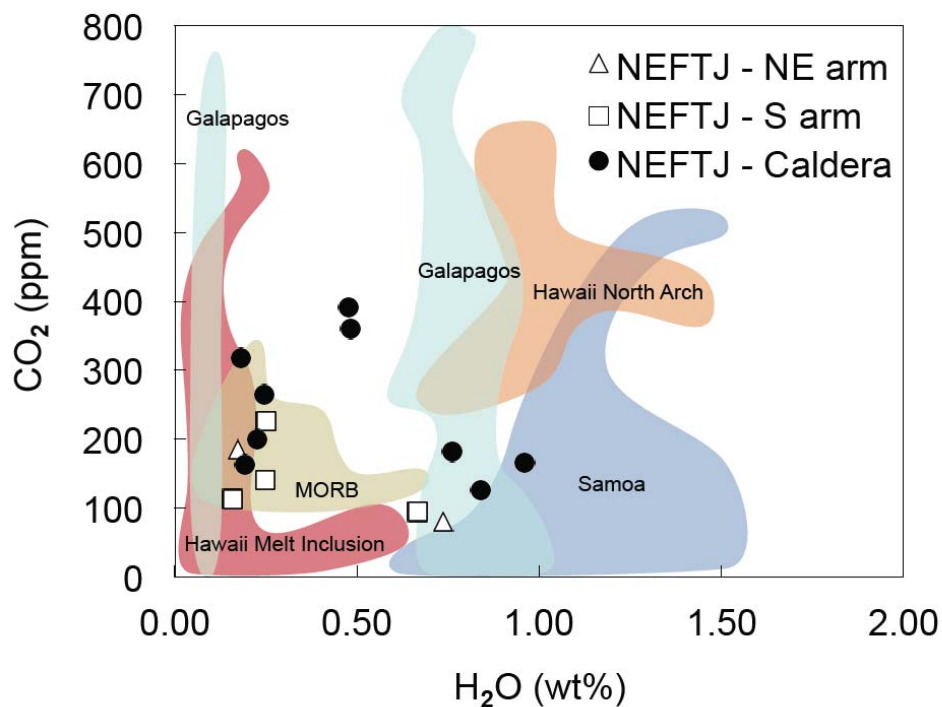 800
700
600
500
400
300
200
100
0
CO₂ (ppm)
△ NEFTJ - NE arm
□ NEFTJ - S arm
● NEFTJ - Caldera
Galapagos
Galapagos
Hawaii North Arch
MORB
Samoa
Hawaii Melt Inclusion
0.00 0.50 1.00 1.50 2.00
H₂O (wt%)